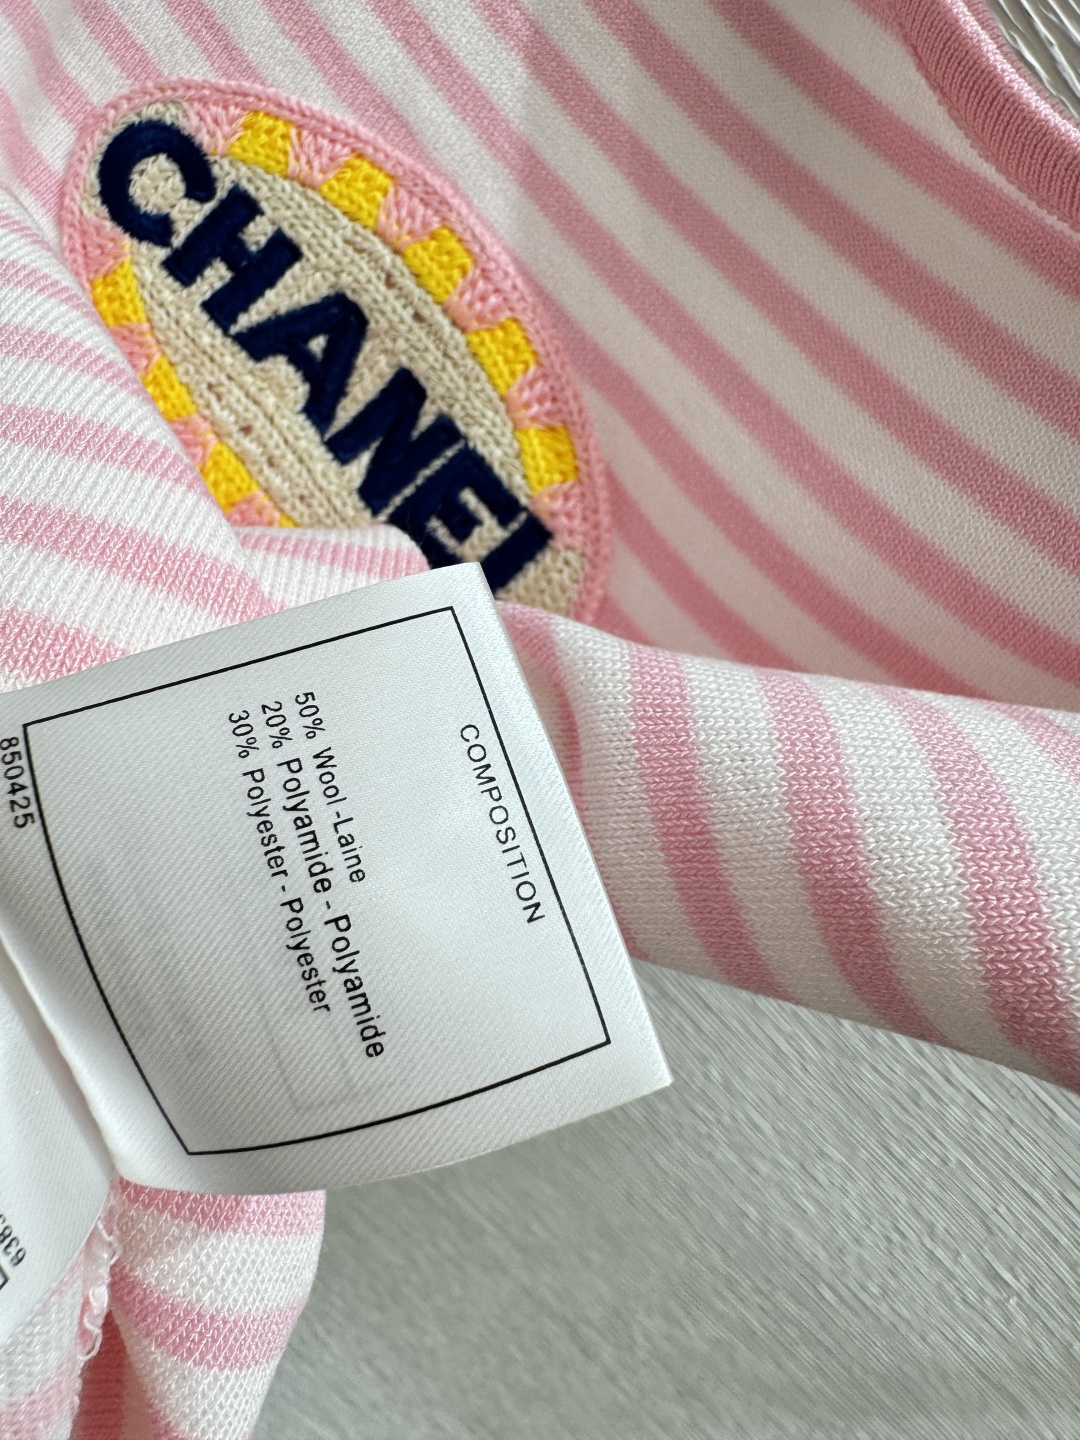 CHANEL
COMPOSITION
50% Wool-Laine
20% Polyamide - Polyamide
30% Polyester - Polyester
850425